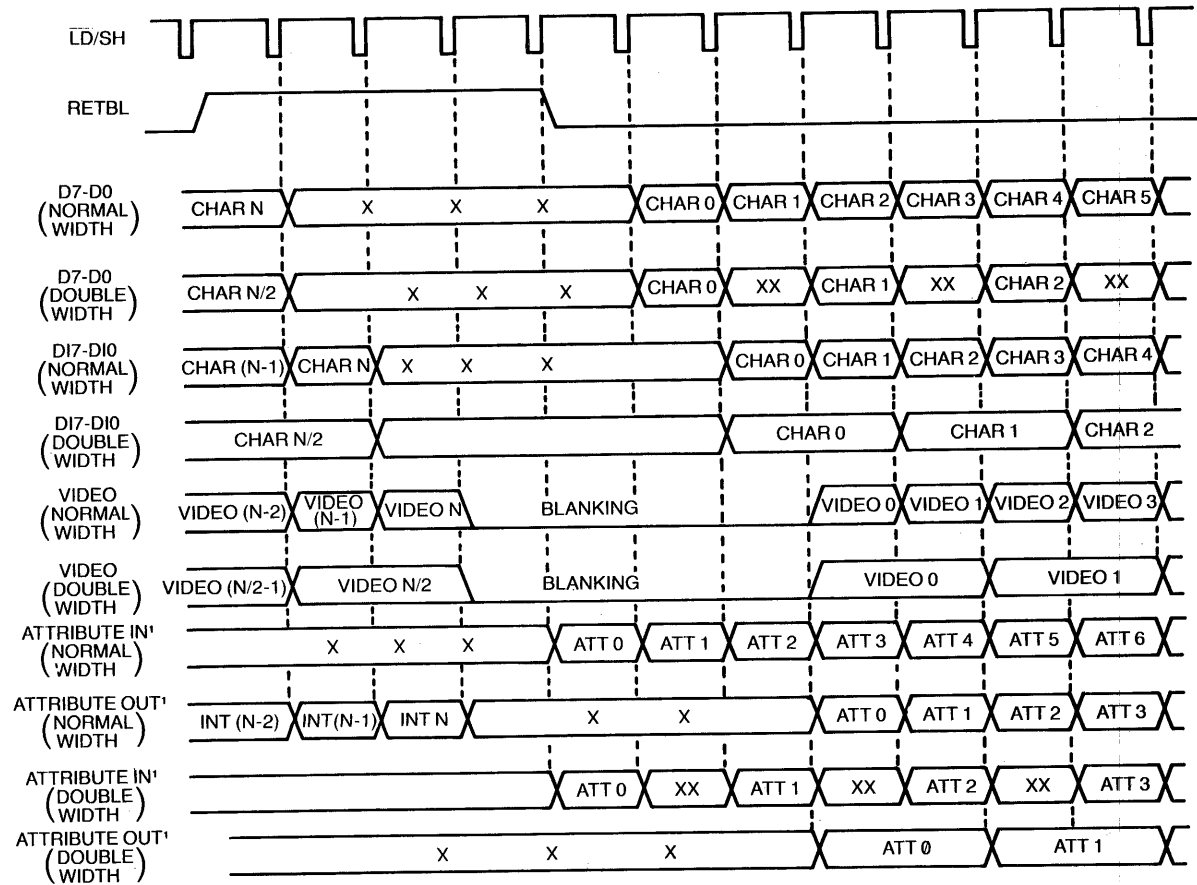 L̅D̅/SH
RETBL
D7-D0
(NORMAL
WIDTH)
CHAR N X X X CHAR 0 CHAR 1 CHAR 2 CHAR 3 CHAR 4 CHAR 5
D7-D0
(DOUBLE
WIDTH)
CHAR N/2 X X X CHAR 0 XX CHAR 1 XX CHAR 2 XX
DI7-DI0
(NORMAL
WIDTH)
CHAR (N-1) CHAR N X X X CHAR 0 CHAR 1 CHAR 2 CHAR 3 CHAR 4
DI7-DI0
(DOUBLE
WIDTH)
CHAR N/2 CHAR 0 CHAR 1 CHAR 2
VIDEO
(NORMAL
WIDTH)
VIDEO (N-2) VIDEO (N-1) VIDEO N BLANKING VIDEO 0 VIDEO 1 VIDEO 2 VIDEO 3
VIDEO
(DOUBLE
WIDTH)
VIDEO (N/2-1) VIDEO N/2 BLANKING VIDEO 0 VIDEO 1
ATTRIBUTE IN¹
(NORMAL
WIDTH)
X X X ATT 0 ATT 1 ATT 2 ATT 3 ATT 4 ATT 5 ATT 6
ATTRIBUTE OUT¹
(NORMAL
WIDTH)
INT (N-2) INT(N-1) INT N X X ATT 0 ATT 1 ATT 2 ATT 3
ATTRIBUTE IN¹
(DOUBLE
WIDTH)
ATT 0 XX ATT 1 XX ATT 2 XX ATT 3
ATTRIBUTE OUT¹
(DOUBLE
WIDTH)
X X X ATT 0 ATT 1